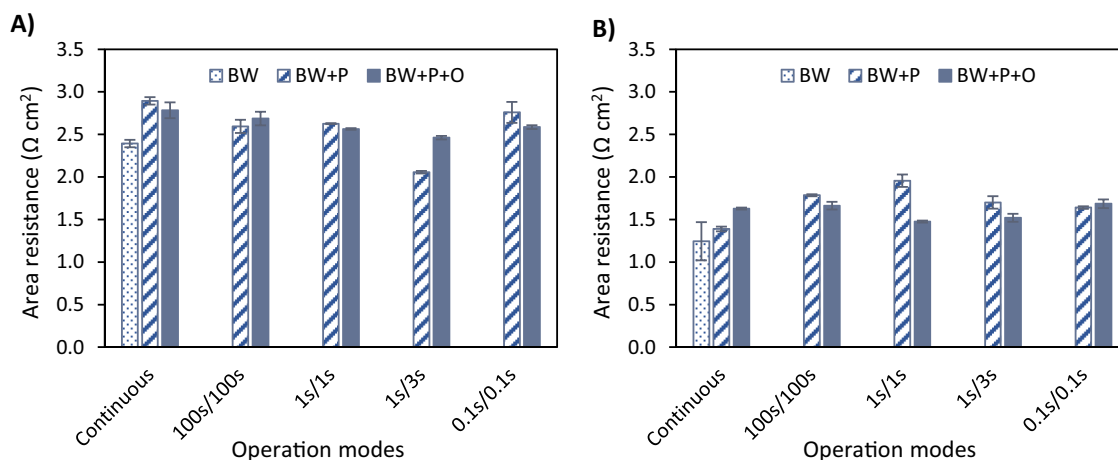 A)
3.5
3.0
2.5
2.0
1.5
1.0
0.5
0.0
Area resistance (Ω cm²)
BW BW+P BW+P+O
Continuous
100s/100s
1s/1s
1s/3s
0.1s/0.1s
Operation modes
B)
3.5
3.0
2.5
2.0
1.5
1.0
0.5
0.0
Area resistance (Ω cm²)
BW BW+P BW+P+O
Continuous
100s/100s
1s/1s
1s/3s
0.1s/0.1s
Operation modes